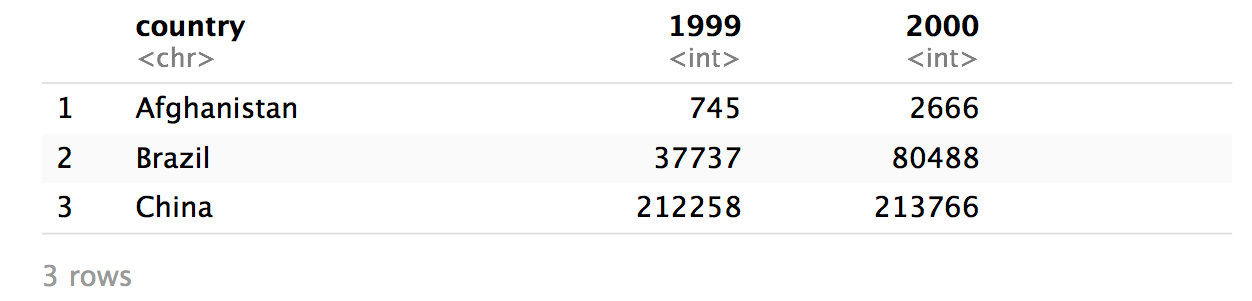 country 1999 2000
<chr> <int> <int>
1 Afghanistan 745 2666
2 Brazil 37737 80488
3 China 212258 213766
3 rows